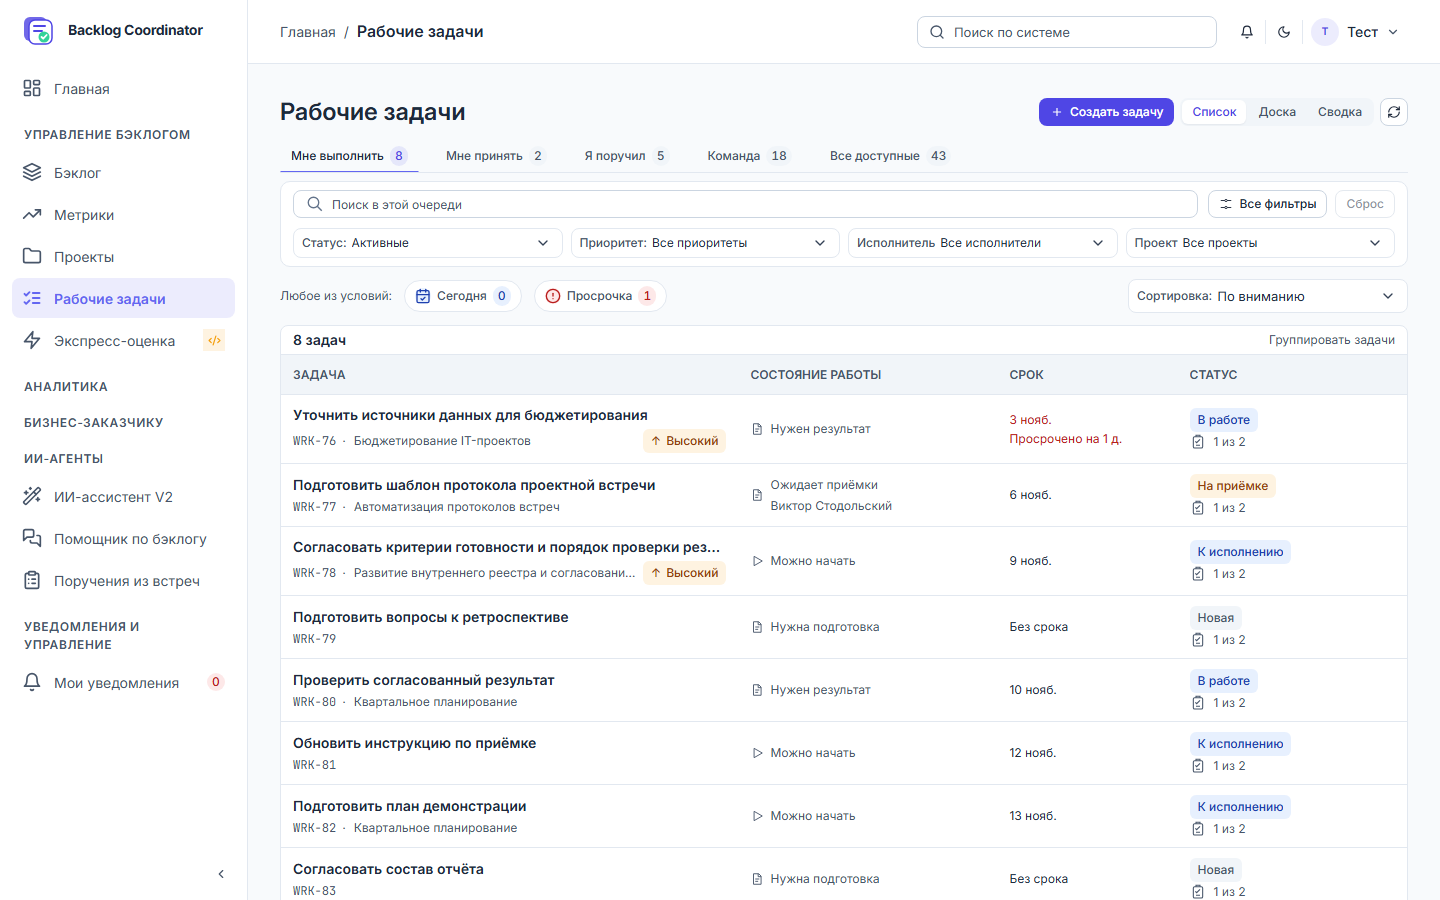 Backlog Coordinator
Главная / Рабочие задачи
Поиск по системе
Т
Тест
Главная
УПРАВЛЕНИЕ БЭКЛОГОМ
Бэклог
Метрики
Проекты
Рабочие задачи
Экспресс-оценка </>
АНАЛИТИКА
БИЗНЕС-ЗАКАЗЧИКУ
ИИ-АГЕНТЫ
ИИ-ассистент V2
Помощник по бэклогу
Поручения из встреч
УВЕДОМЛЕНИЯ И
УПРАВЛЕНИЕ
Мои уведомления 0
Рабочие задачи
+ Создать задачу
Список Доска Сводка
Мне выполнить 8 Мне принять 2 Я поручил 5 Команда 18 Все доступные 43
Поиск в этой очереди
Все фильтры
Сброс
Статус: Активные Приоритет: Все приоритеты Исполнитель Все исполнители Проект Все проекты
Любое из условий: Сегодня 0 Просрочка 1
Сортировка: По вниманию
8 задач
Группировать задачи
ЗАДАЧА СОСТОЯНИЕ РАБОТЫ СРОК СТАТУС
Уточнить источники данных для бюджетирования
WRK-76 · Бюджетирование IT-проектов
↑ Высокий
Нужен результат
3 нояб.
Просрочено на 1 д.
В работе
1 из 2
Подготовить шаблон протокола проектной встречи
WRK-77 · Автоматизация протоколов встреч
Ожидает приёмки
Виктор Стодольский
6 нояб.
На приёмке
1 из 2
Согласовать критерии готовности и порядок проверки рез...
WRK-78 · Развитие внутреннего реестра и согласовани...
↑ Высокий
Можно начать
9 нояб.
К исполнению
1 из 2
Подготовить вопросы к ретроспективе
WRK-79
Нужна подготовка
Без срока
Новая
1 из 2
Проверить согласованный результат
WRK-80 · Квартальное планирование
Нужен результат
10 нояб.
В работе
1 из 2
Обновить инструкцию по приёмке
WRK-81
Можно начать
12 нояб.
К исполнению
1 из 2
Подготовить план демонстрации
WRK-82 · Квартальное планирование
Можно начать
13 нояб.
К исполнению
1 из 2
Согласовать состав отчёта
WRK-83
Нужна подготовка
Без срока
Новая
1 из 2